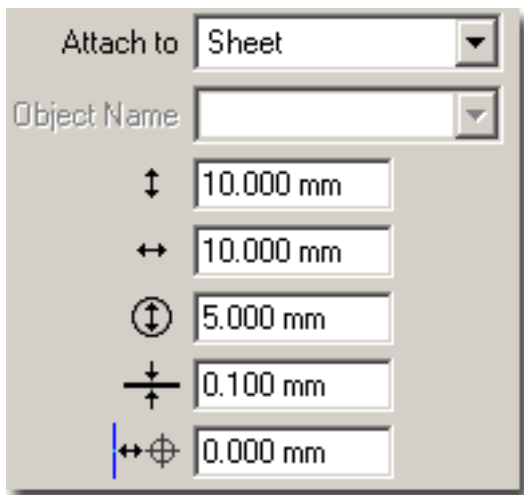 Attach to Sheet
Object Name
10.000 mm
10.000 mm
5.000 mm
0.100 mm
0.000 mm